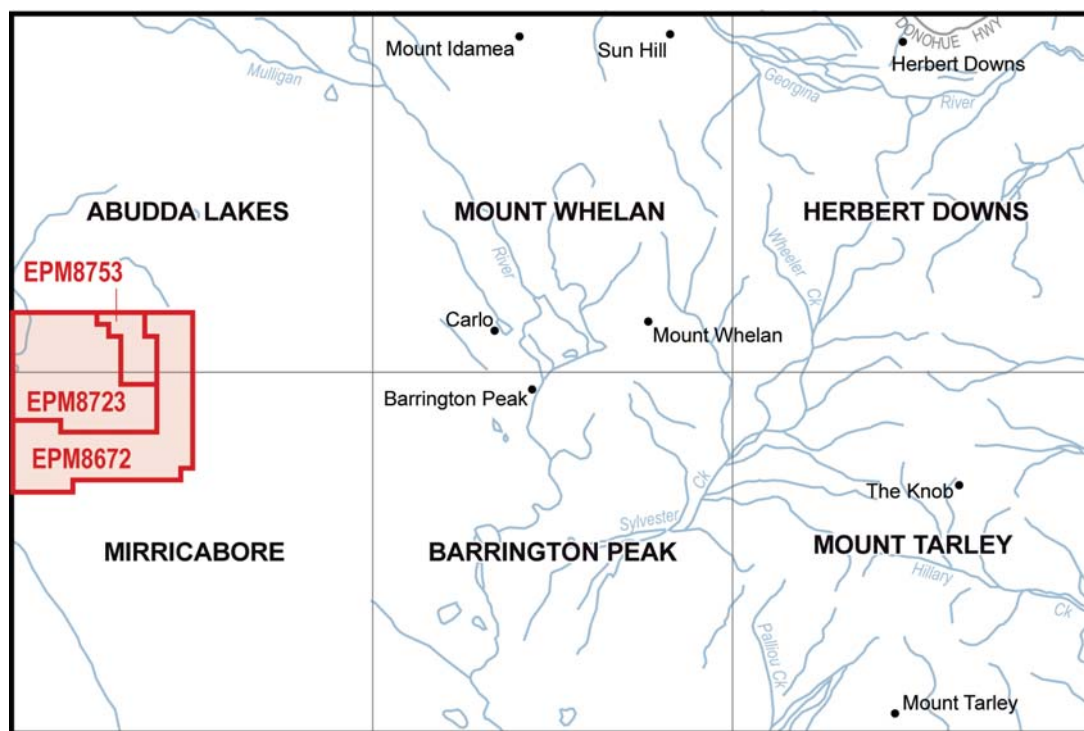 DONOHUE HWY
Mount Idamea
Sun Hill
Herbert Downs
Mulligan
Georgina
River
ABUDDA LAKES
MOUNT WHELAN
HERBERT DOWNS
Wheeler
Ck
River
EPM8753
Carlo
Mount Whelan
EPM8723
Barrington Peak
EPM8672
Ck
The Knob
Sylvester
MIRRICABORE
BARRINGTON PEAK
MOUNT TARLEY
Hillary
Ck
Palliou Ck
Mount Tarley